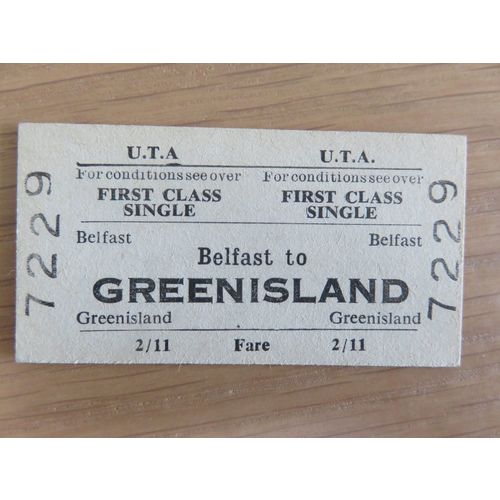 U.T.A U.T.A.
For conditions see over For conditions see over
FIRST CLASS SINGLE FIRST CLASS SINGLE
Belfast Belfast
Belfast to
GREENISLAND
Greenisland Greenisland
2/11 Fare 2/11
7229
7229